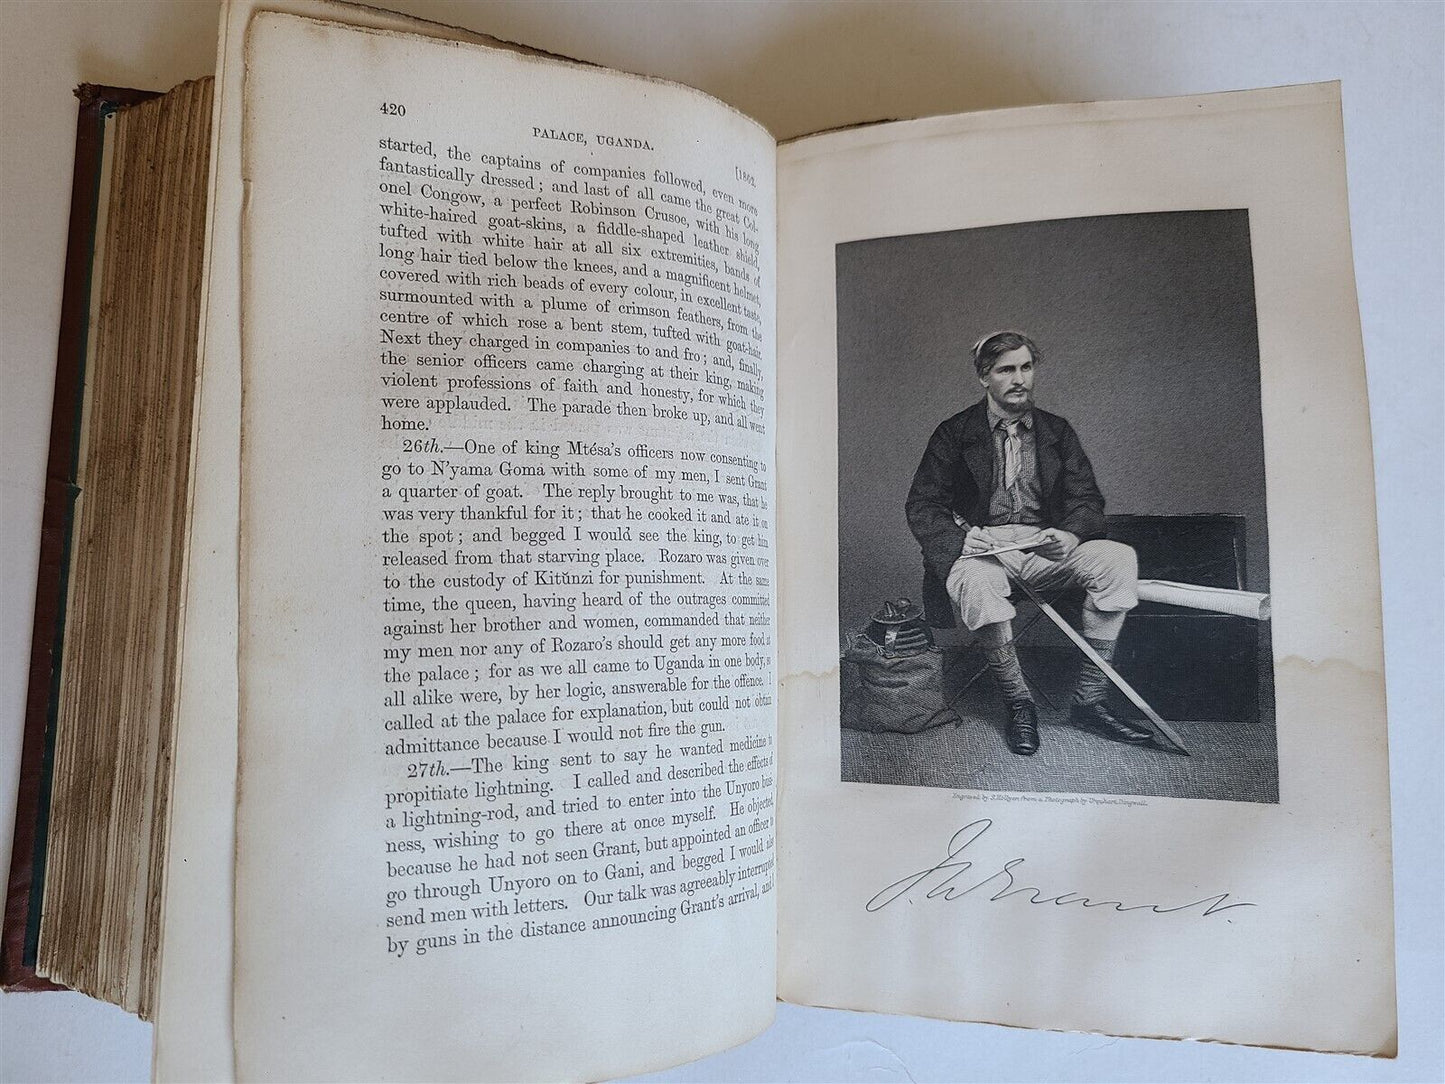 420
PALACE, UGANDA.
[1862.
started, the captains of companies followed, even more
fantastically dressed; and last of all came the great Col-
onel Congow, a perfect Robinson Crusoe, with his long
white-haired goat-skins, a fiddle-shaped leather shield,
tufted with white hair at all six extremities, bands of
long hair tied below the knees, and a magnificent helmet,
covered with rich beads of every colour, in excellent taste,
surmounted with a plume of crimson feathers, from the
centre of which rose a bent stem, tufted with goat-hair.
Next they charged in companies to and fro; and, finally,
the senior officers came charging at their king, making
violent professions of faith and honesty, for which they
were applauded. The parade then broke up, and all went
home.
26th.—One of king Mtésa's officers now consenting to
go to N'yama Goma with some of my men, I sent Grant
a quarter of goat. The reply brought to me was, that he
was very thankful for it; that he cooked it and ate it on
the spot; and begged I would see the king, to get him
released from that starving place. Rozaro was given over
to the custody of Kitŭnzi for punishment. At the same
time, the queen, having heard of the outrages committed
against her brother and women, commanded that neither
my men nor any of Rozaro's should get any more food at
the palace; for as we all came to Uganda in one body, so
all alike were, by her logic, answerable for the offence. I
called at the palace for explanation, but could not obtain
admittance because I would not fire the gun.
27th.—The king sent to say he wanted medicine to
propitiate lightning. I called and described the effects of
a lightning-rod, and tried to enter into the Unyoro busi-
ness, wishing to go there at once myself. He objected,
because he had not seen Grant, but appointed an officer to
go through Unyoro on to Gani, and begged I would also
send men with letters. Our talk was agreeably interrupted
by guns in the distance announcing Grant's arrival, and I
Engraved by S. Hollyer from a Photograph by Urquhart, Dingwall.
J. W. Grant.